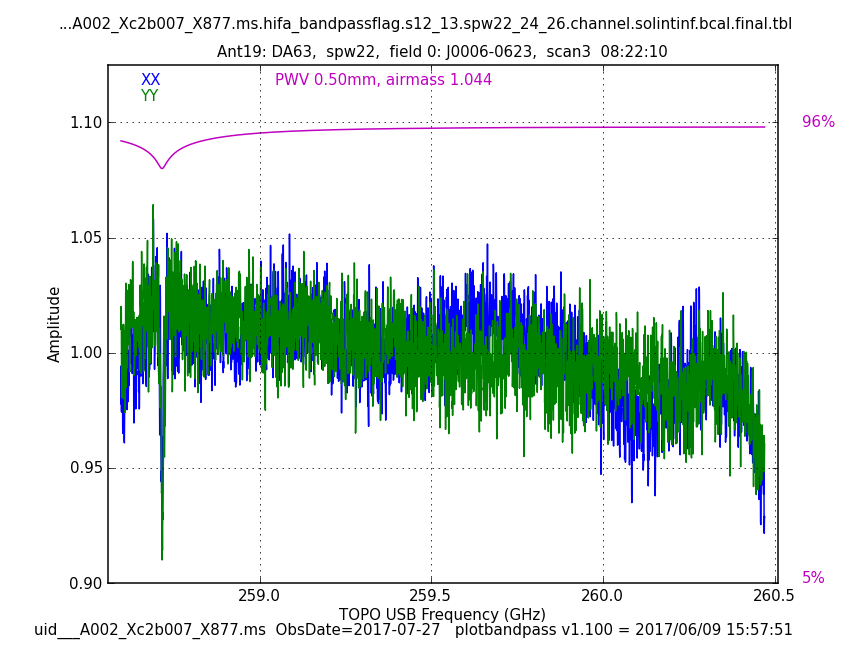 ...A002_Xc2b007_X877.ms.hifa_bandpassflag.s12_13.spw22_24_26.channel.solintinf.bcal.final.tbl
Ant19: DA63,  spw22,  field 0: J0006-0623,  scan3  08:22:10
XX
PWV 0.50mm, airmass 1.044
YY
1.10
96%
1.05
Amplitude
1.00
0.95
5%
0.90
259.0
259.5
260.0
260.5
TOPO USB Frequency (GHz)
uid___A002_Xc2b007_X877.ms  ObsDate=2017-07-27   plotbandpass v1.100 = 2017/06/09 15:57:51